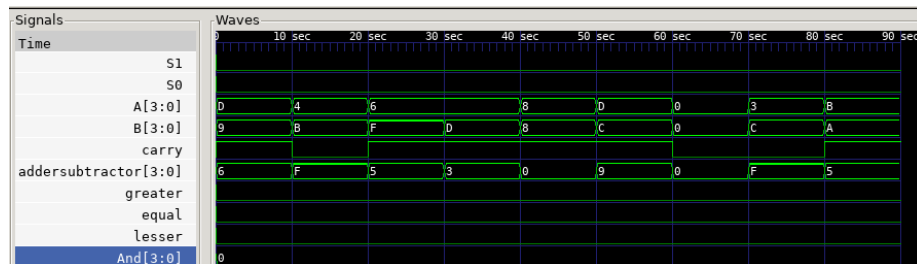 Signals Waves
Time 0 10 sec 20 sec 30 sec 40 sec 50 sec 60 sec 70 sec 80 sec 90 sec
S1
S0
A[3:0] D 4 6 8 D 0 3 B
B[3:0] 9 B F D 8 C 0 C A
carry
addersubtractor[3:0] 6 F 5 3 0 9 0 F 5
greater
equal
lesser
And[3:0] 0